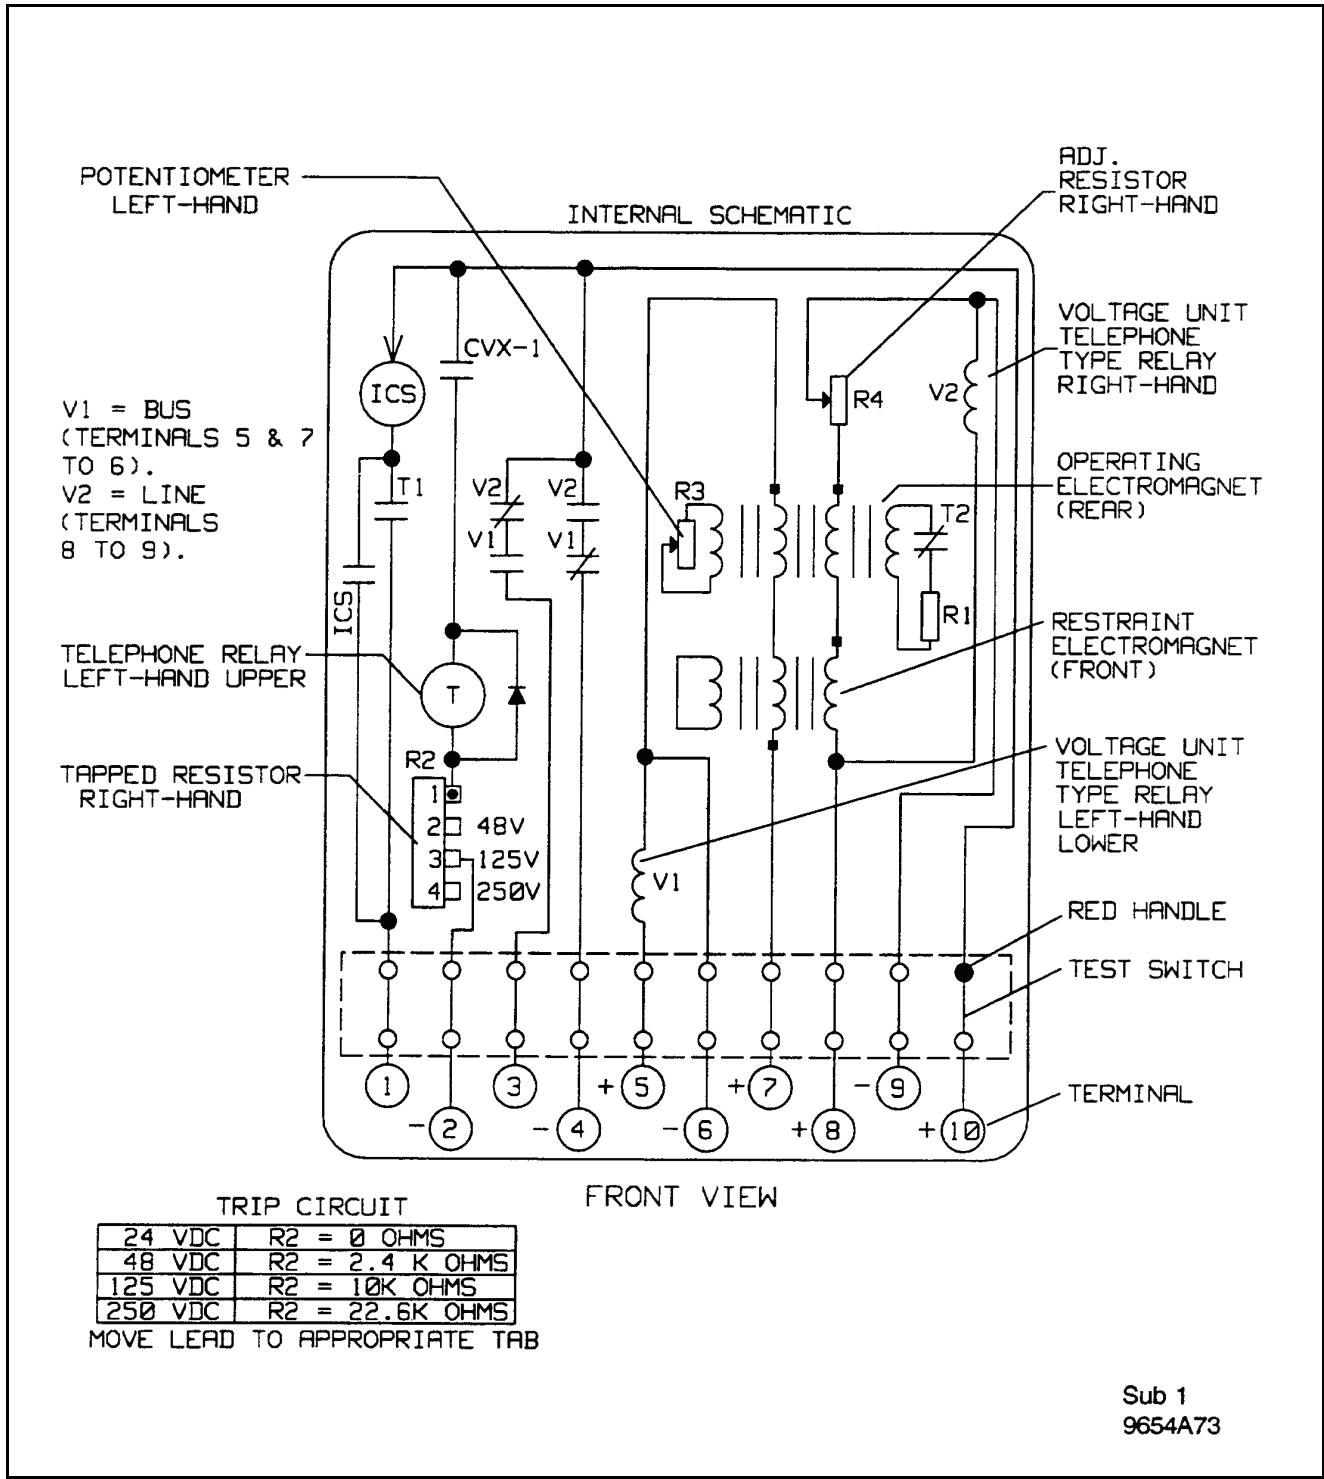 POTENTIOMETER
LEFT-HAND
ADJ.
RESISTOR
RIGHT-HAND
INTERNAL SCHEMATIC
V1 = BUS
(TERMINALS 5 & 7
TO 6).
V2 = LINE
(TERMINALS
8 TO 9).
CVX-1
ICS
T1
ICS
V2
V2
V1
V1
R3
R4
V2
VOLTAGE UNIT
TELEPHONE
TYPE RELAY
RIGHT-HAND
OPERATING
ELECTROMAGNET
(REAR)
T2
R1
RESTRAINT
ELECTROMAGNET
(FRONT)
TELEPHONE RELAY
LEFT-HAND UPPER
T
R2
TAPPED RESISTOR
RIGHT-HAND
1
2 48V
3 125V
4 250V
V1
VOLTAGE UNIT
TELEPHONE
TYPE RELAY
LEFT-HAND
LOWER
RED HANDLE
TEST SWITCH
TERMINAL
1 3 +5 +7 -9
-2 -4 -6 +8 +10
FRONT VIEW
TRIP CIRCUIT
24 VDC R2 = 0 OHMS
48 VDC R2 = 2.4 K OHMS
125 VDC R2 = 10K OHMS
250 VDC R2 = 22.6K OHMS
MOVE LEAD TO APPROPRIATE TAB
Sub 1
9654A73